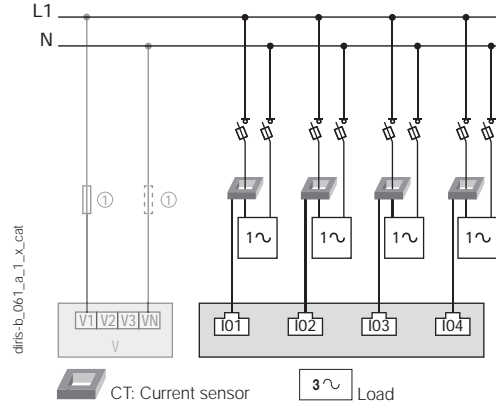 L1
N
① ①
1∿ 1∿ 1∿ 1∿
V1 V2 V3 VN
V
I01 I02 I03 I04
diris-b_061_a_1_x_cat
CT: Current sensor
3∿ Load